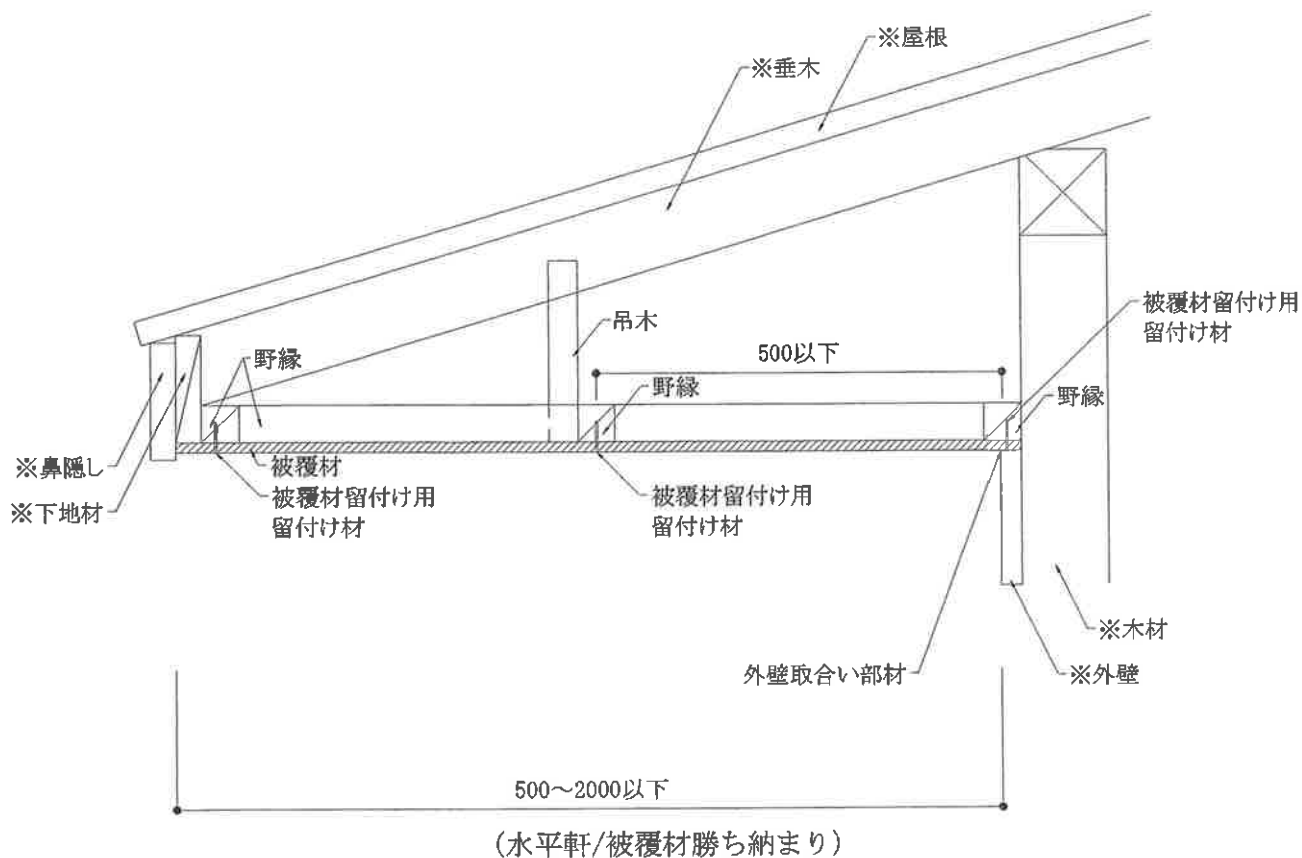 ※屋根
※垂木
被覆材留付け用
留付け材
吊木
500以下
野縁
野縁
野縁
※鼻隠し
被覆材
※下地材
被覆材留付け用
留付け材
被覆材留付け用
留付け材
※木材
外壁取合い部材
※外壁
500～2000以下
(水平軒/被覆材勝ち納まり)